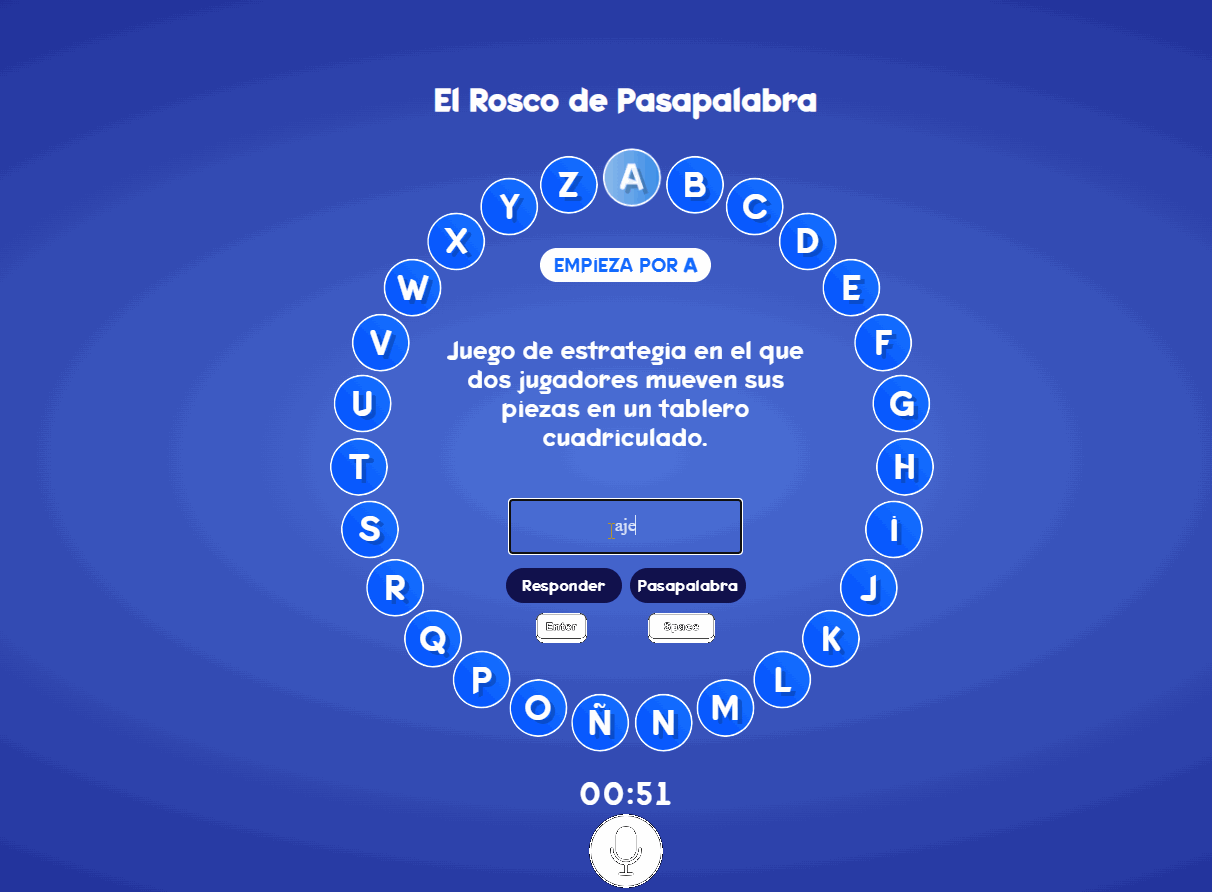 El Rosco de Pasapalabra
A
B
C
D
E
F
G
H
I
J
K
L
M
N
Ñ
O
P
Q
R
S
T
U
V
W
X
Y
Z
EMPIEZA POR A
Juego de estrategia en el que
dos jugadores mueven sus
piezas en un tablero
cuadriculado.
aje
Responder Pasapalabra
Enter Space
00:51